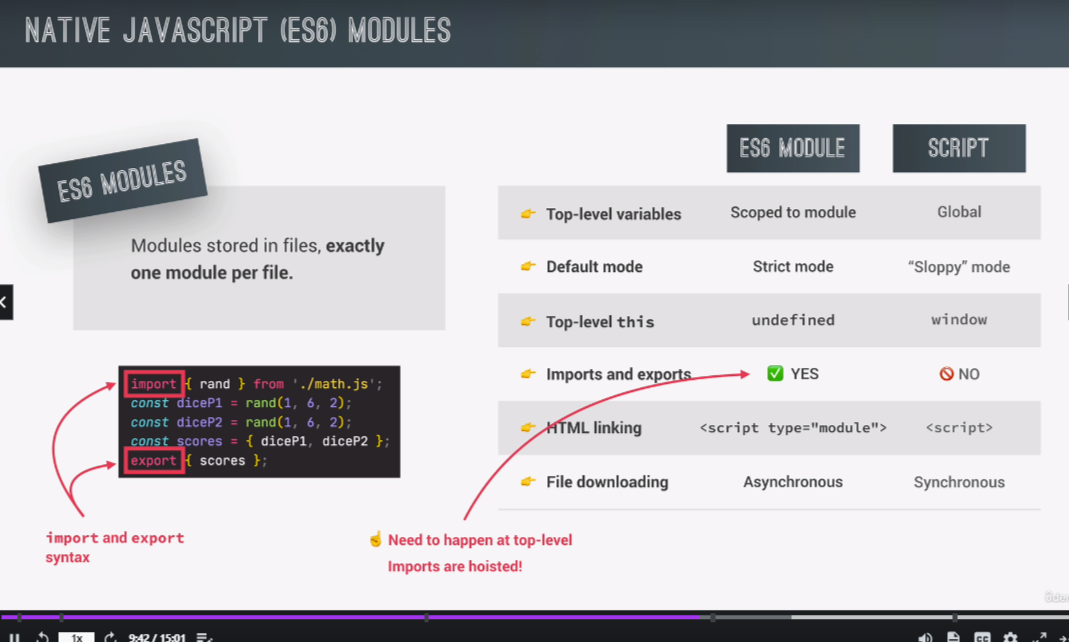 NATIVE JAVASCRIPT (ES6) MODULES
ES6 MODULES
Modules stored in files, exactly
one module per file.
import { rand } from './math.js';
const diceP1 = rand(1, 6, 2);
const diceP2 = rand(1, 6, 2);
const scores = { diceP1, diceP2 };
export { scores };
import and export
syntax
ES6 MODULE SCRIPT
👉 Top-level variables Scoped to module Global
👉 Default mode Strict mode “Sloppy” mode
👉 Top-level this undefined window
👉 Imports and exports ✅ YES 🚫 NO
👉 HTML linking <script type="module"> <script>
👉 File downloading Asynchronous Synchronous
☝️ Need to happen at top-level
Imports are hoisted!
1x 9:42 / 15:01 CC